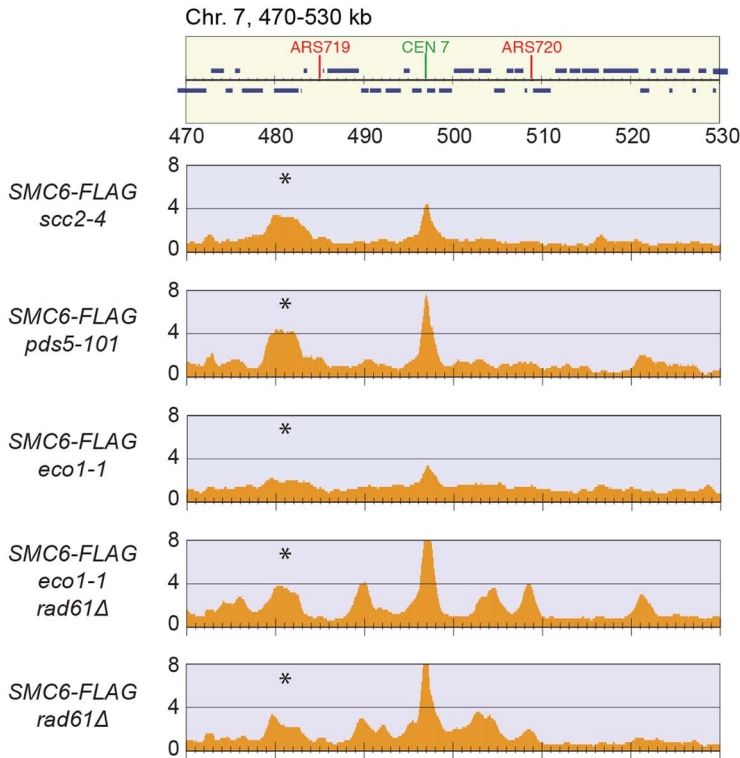 Chr. 7, 470-530 kb
ARS719 CEN 7 ARS720
470 480 490 500 510 520 530
SMC6-FLAG
scc2-4
8
4
0
*
SMC6-FLAG
pds5-101
8
4
0
*
SMC6-FLAG
eco1-1
8
4
0
*
SMC6-FLAG
eco1-1
rad61Δ
8
4
0
*
SMC6-FLAG
rad61Δ
8
4
0
*